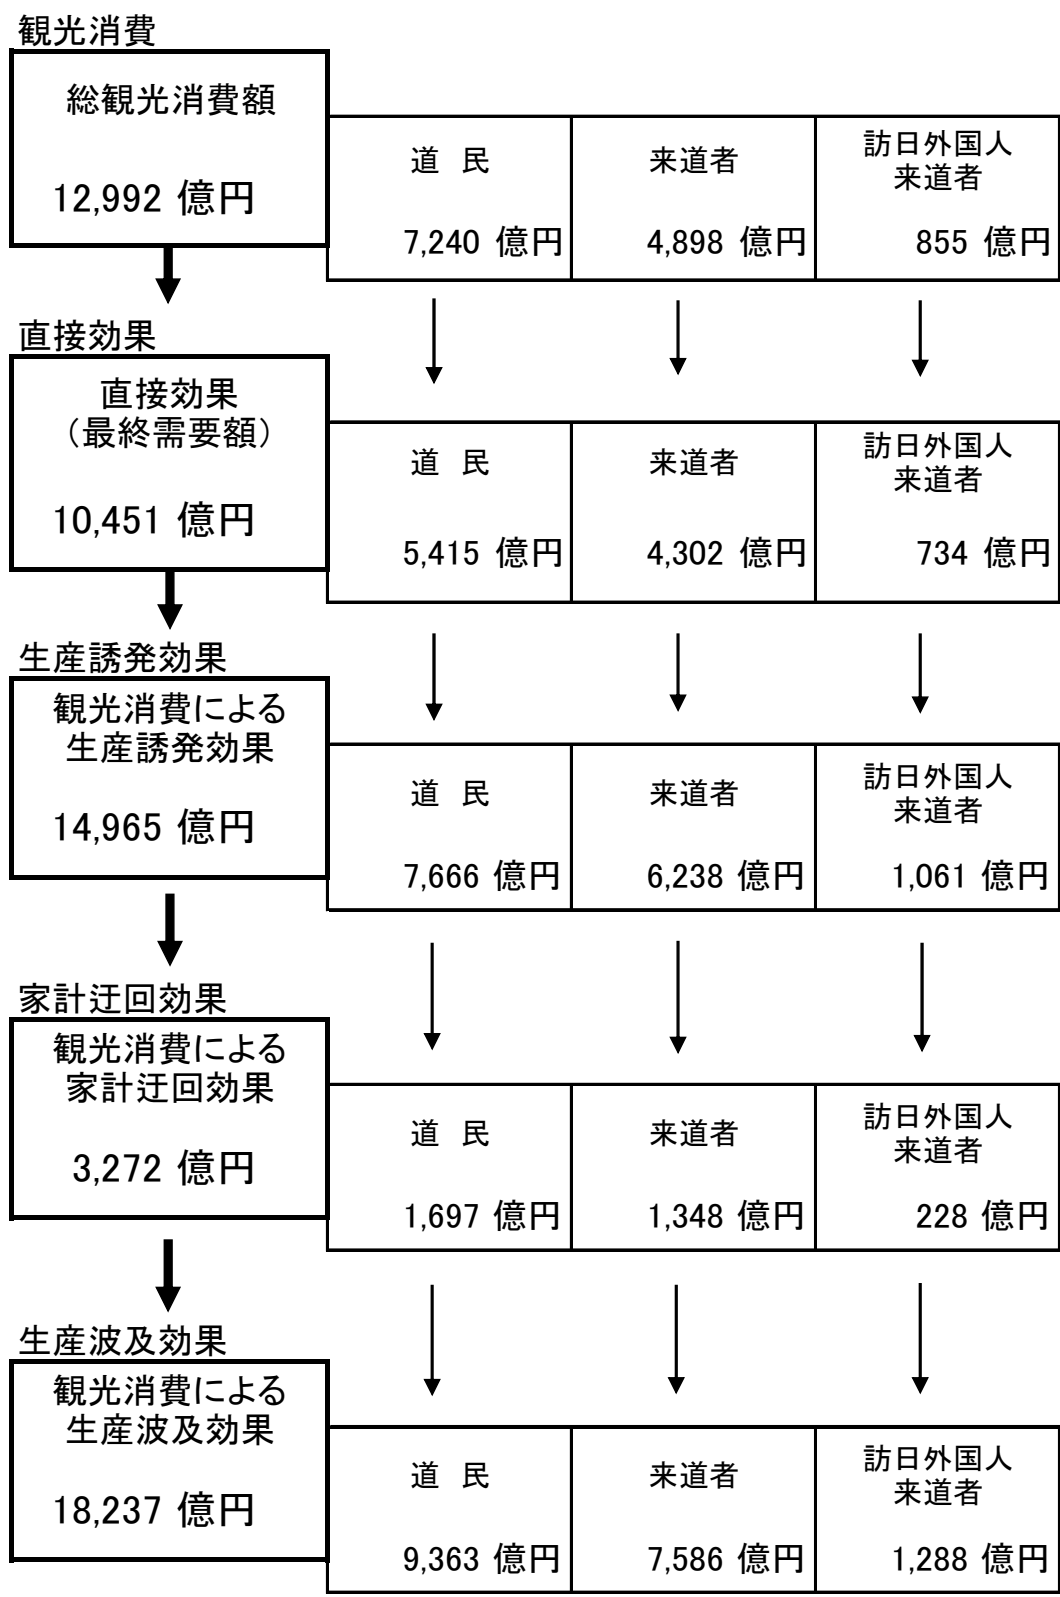 観光消費
総観光消費額
12,992 億円
道 民
来道者
訪日外国人
来道者
7,240 億円
4,898 億円
855 億円
直接効果
直接効果
（最終需要額）
10,451 億円
道 民
来道者
訪日外国人
来道者
5,415 億円
4,302 億円
734 億円
生産誘発効果
観光消費による
生産誘発効果
14,965 億円
道 民
来道者
訪日外国人
来道者
7,666 億円
6,238 億円
1,061 億円
家計迂回効果
観光消費による
家計迂回効果
3,272 億円
道 民
来道者
訪日外国人
来道者
1,697 億円
1,348 億円
228 億円
生産波及効果
観光消費による
生産波及効果
18,237 億円
道 民
来道者
訪日外国人
来道者
9,363 億円
7,586 億円
1,288 億円